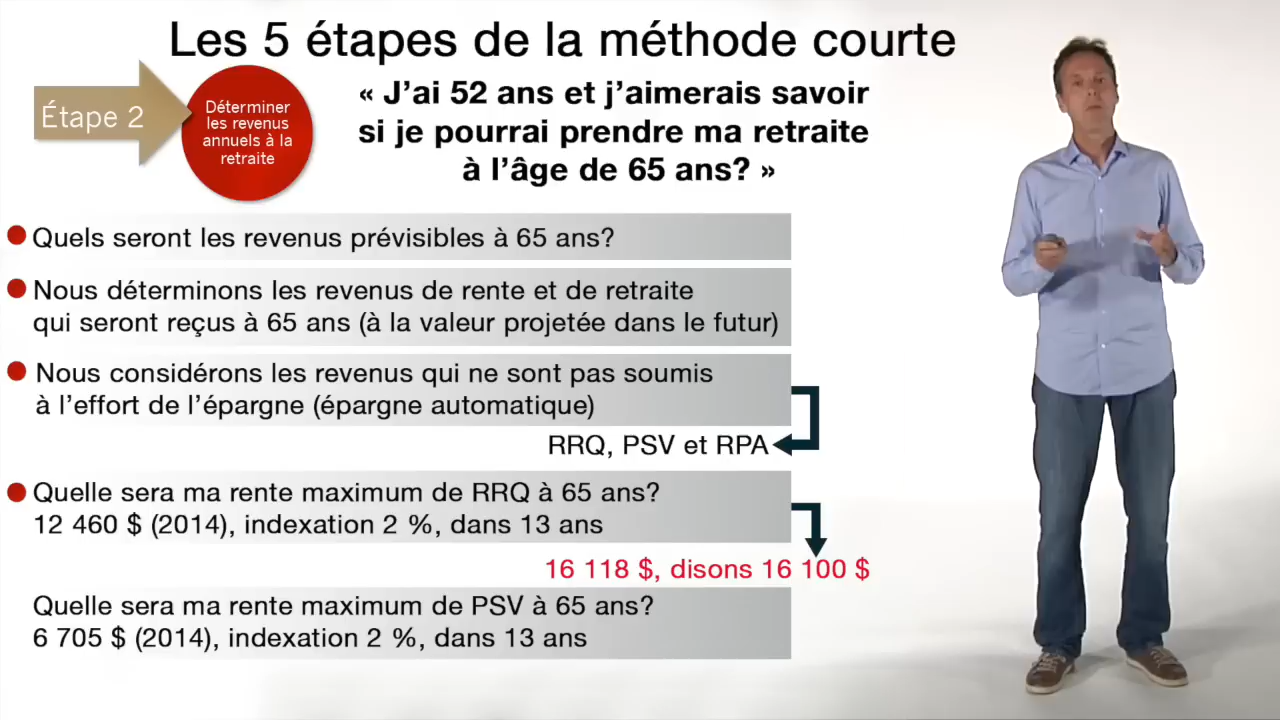 Les 5 étapes de la méthode courte
Étape 2
Déterminer
les revenus
annuels à la
retraite
« J’ai 52 ans et j’aimerais savoir
si je pourrai prendre ma retraite
à l’âge de 65 ans? »
Quels seront les revenus prévisibles à 65 ans?
Nous déterminons les revenus de rente et de retraite
qui seront reçus à 65 ans (à la valeur projetée dans le futur)
Nous considérons les revenus qui ne sont pas soumis
à l’effort de l’épargne (épargne automatique)
RRQ, PSV et RPA
Quelle sera ma rente maximum de RRQ à 65 ans?
12 460 $ (2014), indexation 2 %, dans 13 ans
16 118 $, disons 16 100 $
Quelle sera ma rente maximum de PSV à 65 ans?
6 705 $ (2014), indexation 2 %, dans 13 ans